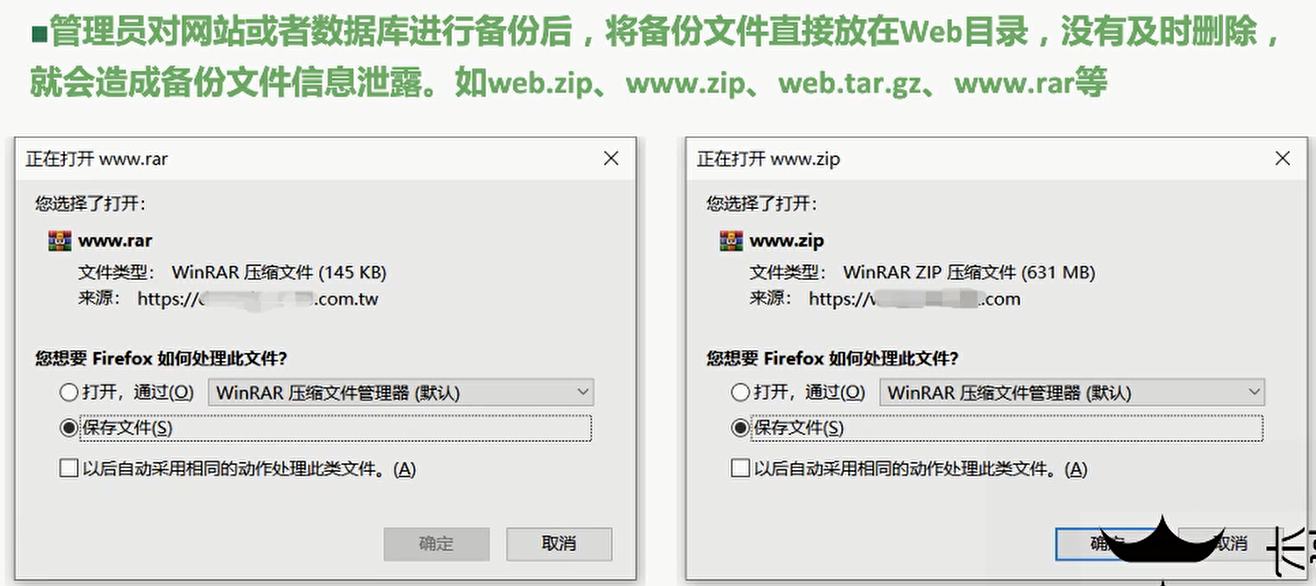 ■管理员对网站或者数据库进行备份后，将备份文件直接放在Web目录，没有及时删除，
就会造成备份文件信息泄露。如web.zip、www.zip、web.tar.gz、www.rar等
正在打开 www.rar
您选择了打开:
www.rar
文件类型: WinRAR 压缩文件 (145 KB)
来源: https://
.com.tw
您想要 Firefox 如何处理此文件?
打开，通过(O) WinRAR 压缩文件管理器 (默认)
保存文件(S)
以后自动采用相同的动作处理此类文件。(A)
确定 取消
正在打开 www.zip
您选择了打开:
www.zip
文件类型: WinRAR ZIP 压缩文件 (631 MB)
来源: https://
.com
您想要 Firefox 如何处理此文件?
打开，通过(O) WinRAR 压缩文件管理器 (默认)
保存文件(S)
以后自动采用相同的动作处理此类文件。(A)
确 取消